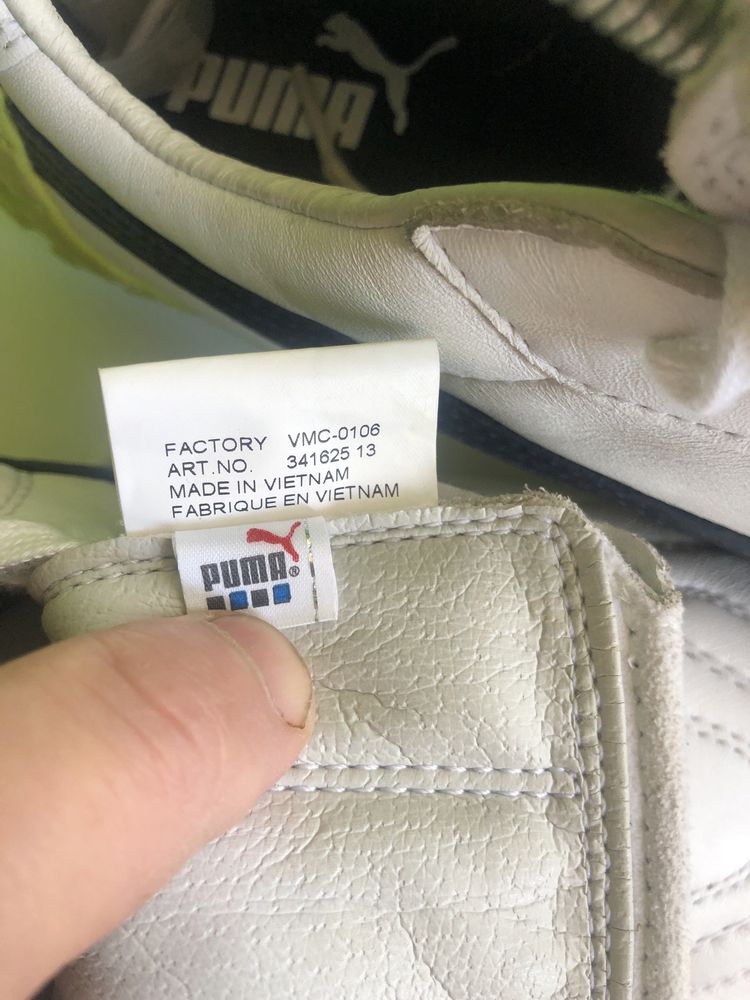 PUMA
FACTORY VMC-0106
ART.NO. 341625 13
MADE IN VIETNAM
FABRIQUE EN VIETNAM
PUMA®